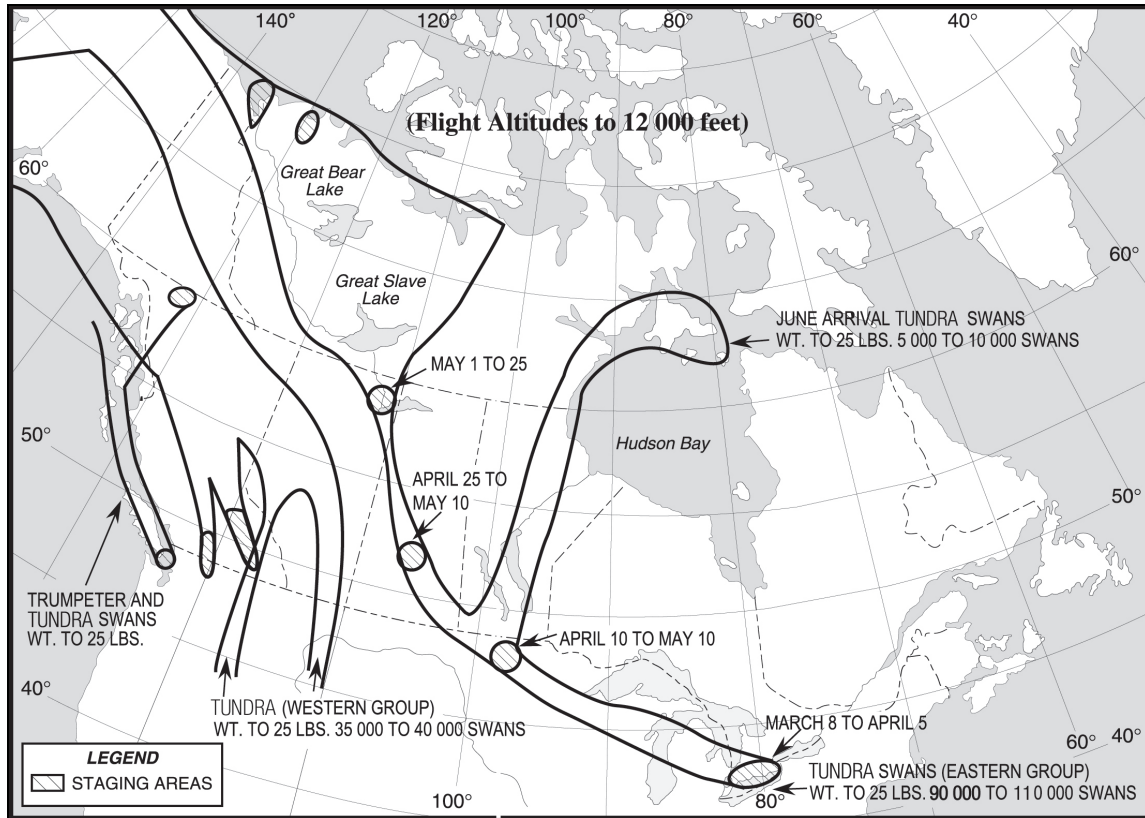 140°
120°
100°
80°
60°
40°
(Flight Altitudes to 12 000 feet)
60°
Great Bear
Lake
60°
Great Slave
Lake
JUNE ARRIVAL TUNDRA SWANS
WT. TO 25 LBS. 5 000 TO 10 000 SWANS
MAY 1 TO 25
50°
Hudson Bay
APRIL 25 TO
MAY 10
50°
TRUMPETER AND
TUNDRA SWANS
WT. TO 25 LBS.
APRIL 10 TO MAY 10
40°
TUNDRA (WESTERN GROUP)
WT. TO 25 LBS. 35 000 TO 40 000 SWANS
MARCH 8 TO APRIL 5
60°
40°
LEGEND
STAGING AREAS
TUNDRA SWANS (EASTERN GROUP)
WT. TO 25 LBS. 90 000 TO 110 000 SWANS
100°
80°